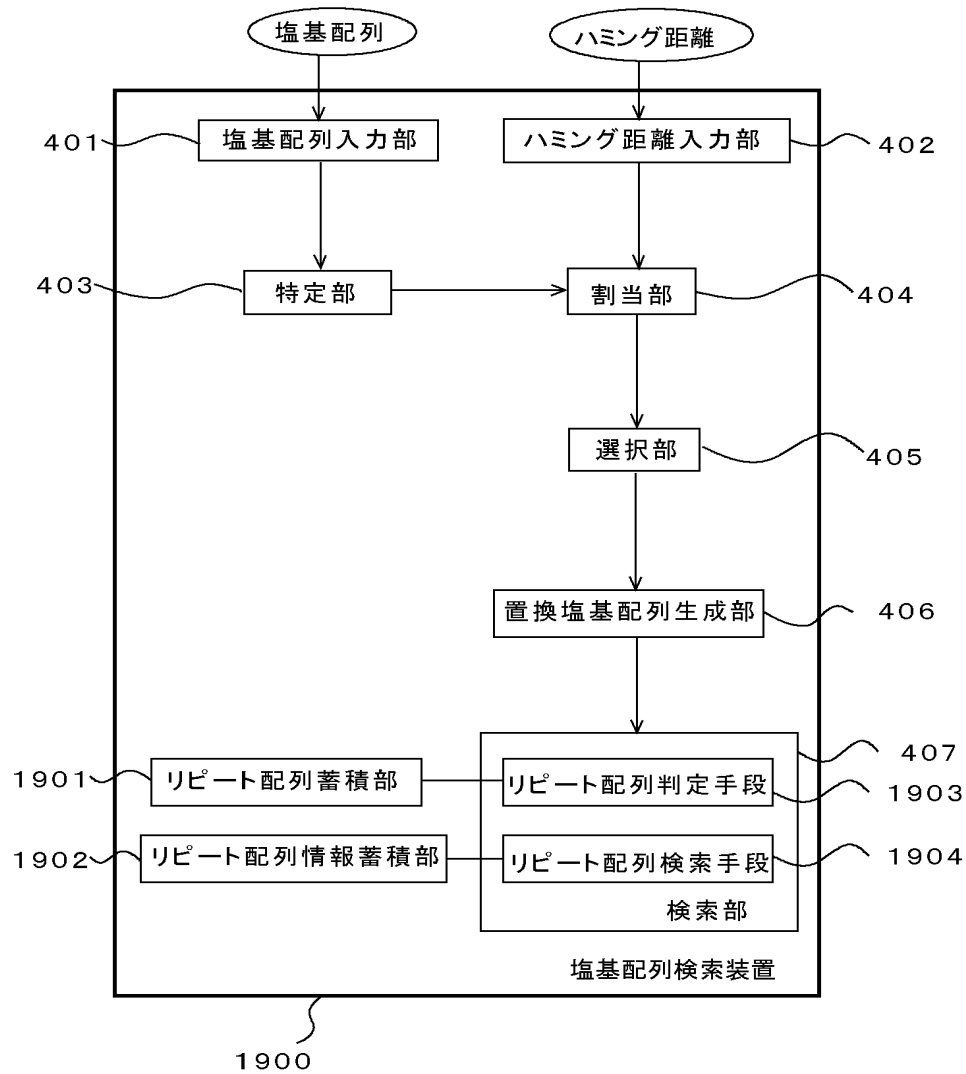 塩基配列
ハミング距離
401
塩基配列入力部
ハミング距離入力部
402
403
特定部
割当部
404
選択部
405
置換塩基配列生成部
406
407
1901
リピート配列蓄積部
リピート配列判定手段
1903
1902
リピート配列情報蓄積部
リピート配列検索手段
1904
検索部
塩基配列検索装置
1900